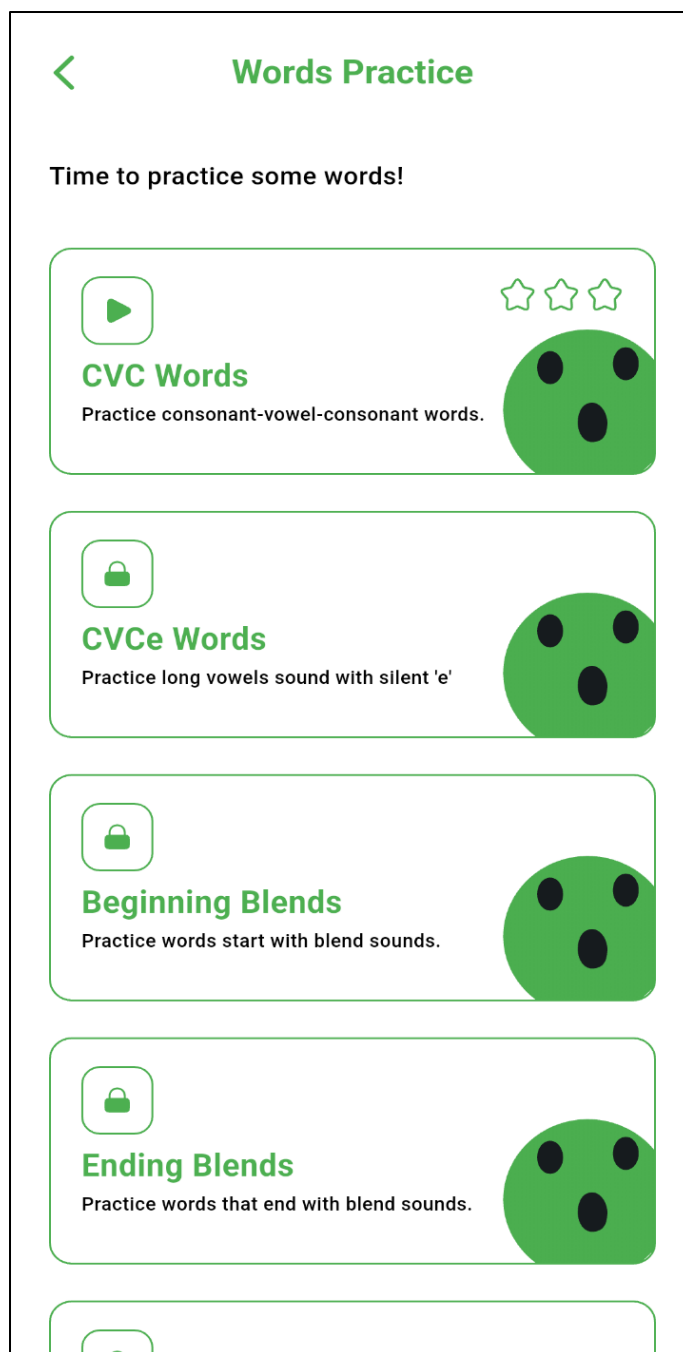 Words Practice
Time to practice some words!
CVC Words
Practice consonant-vowel-consonant words.
CVCe Words
Practice long vowels sound with silent 'e'
Beginning Blends
Practice words start with blend sounds.
Ending Blends
Practice words that end with blend sounds.